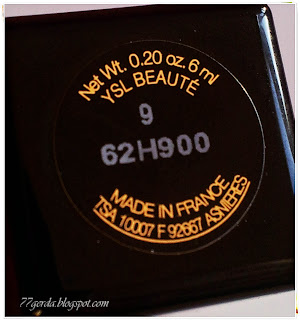 Net Wt. 0.20 oz. 6 ml
YSL BEAUTÉ
9
62H900
MADE IN FRANCE
TSA 10007 F 92667 ASNIERES
77gerda.blogspot.com